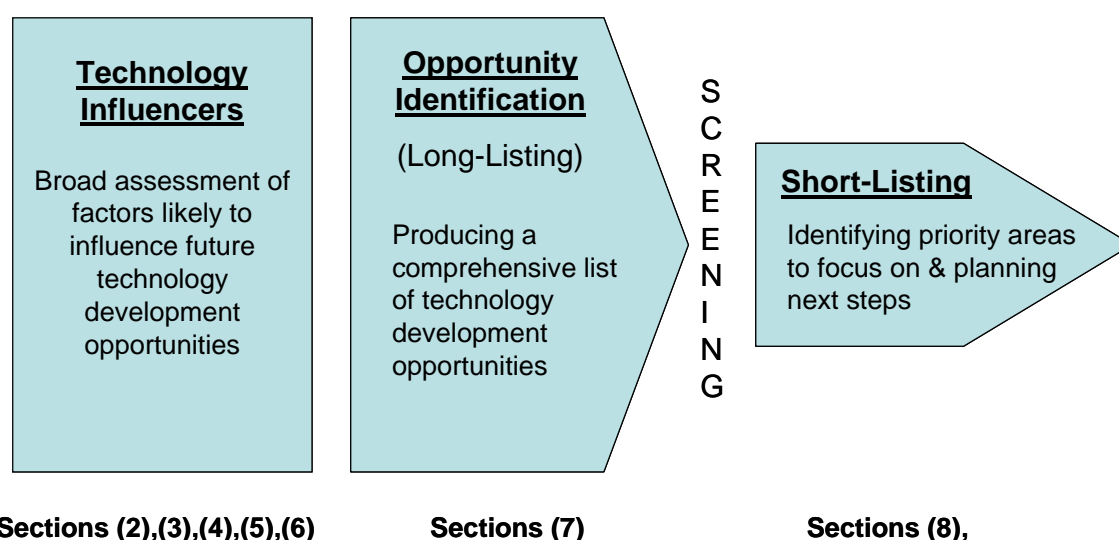 Technology
Influencers
Broad assessment of
factors likely to
influence future
technology
development
opportunities
Opportunity
Identification
(Long-Listing)
Producing a
comprehensive list
of technology
development
opportunities
S
C
R
E
E
N
I
N
G
Short-Listing
Identifying priority areas
to focus on & planning
next steps
Sections (2),(3),(4),(5),(6)
Sections (7)
Sections (8),